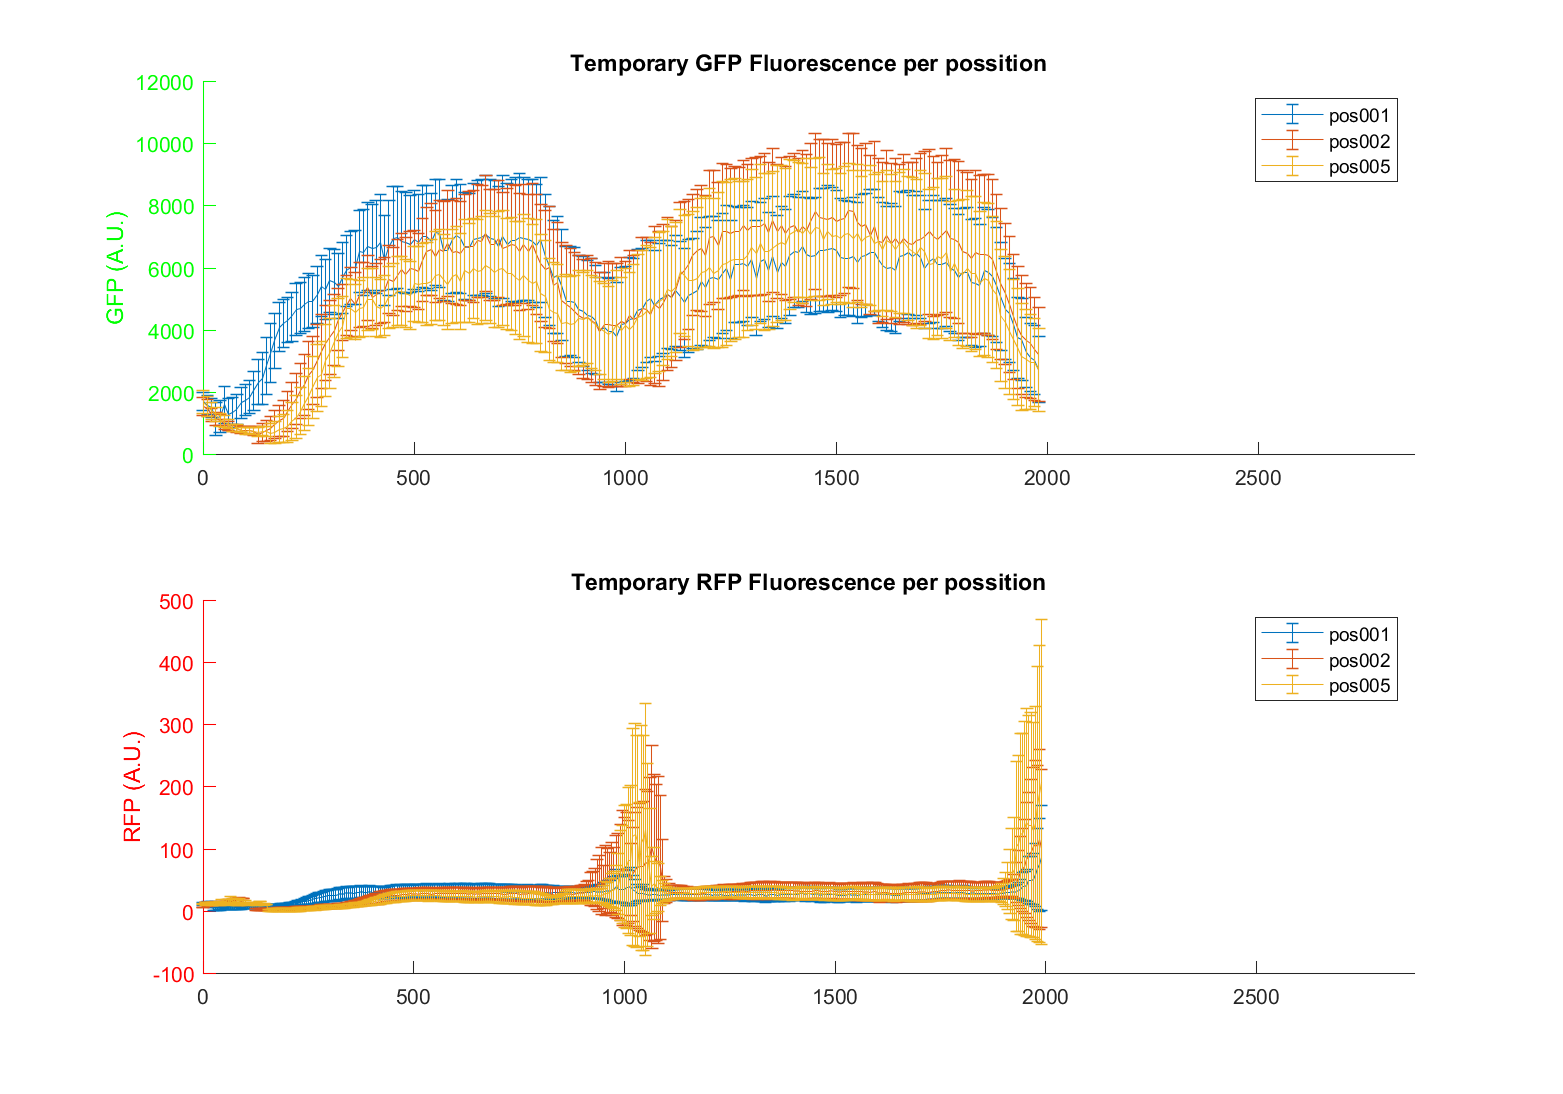 Temporary GFP Fluorescence per possition
GFP (A.U.)
12000
10000
8000
6000
4000
2000
0
pos001
pos002
pos005
0 500 1000 1500 2000 2500
Temporary RFP Fluorescence per possition
RFP (A.U.)
500
400
300
200
100
0
-100
pos001
pos002
pos005
0 500 1000 1500 2000 2500